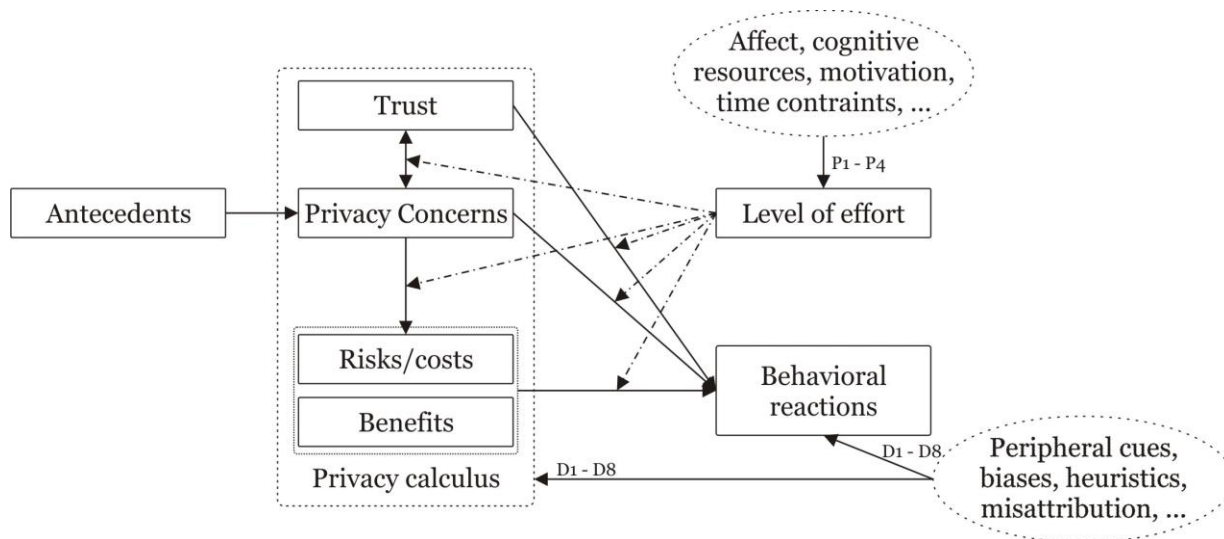 Affect, cognitive
resources, motivation,
time contraints, ...
Trust
P1 - P4
Antecedents
Privacy Concerns
Level of effort
Risks/costs
Behavioral
reactions
Benefits
Privacy calculus
D1 - D8
D1 - D8
Peripheral cues,
biases, heuristics,
misattribution, ...